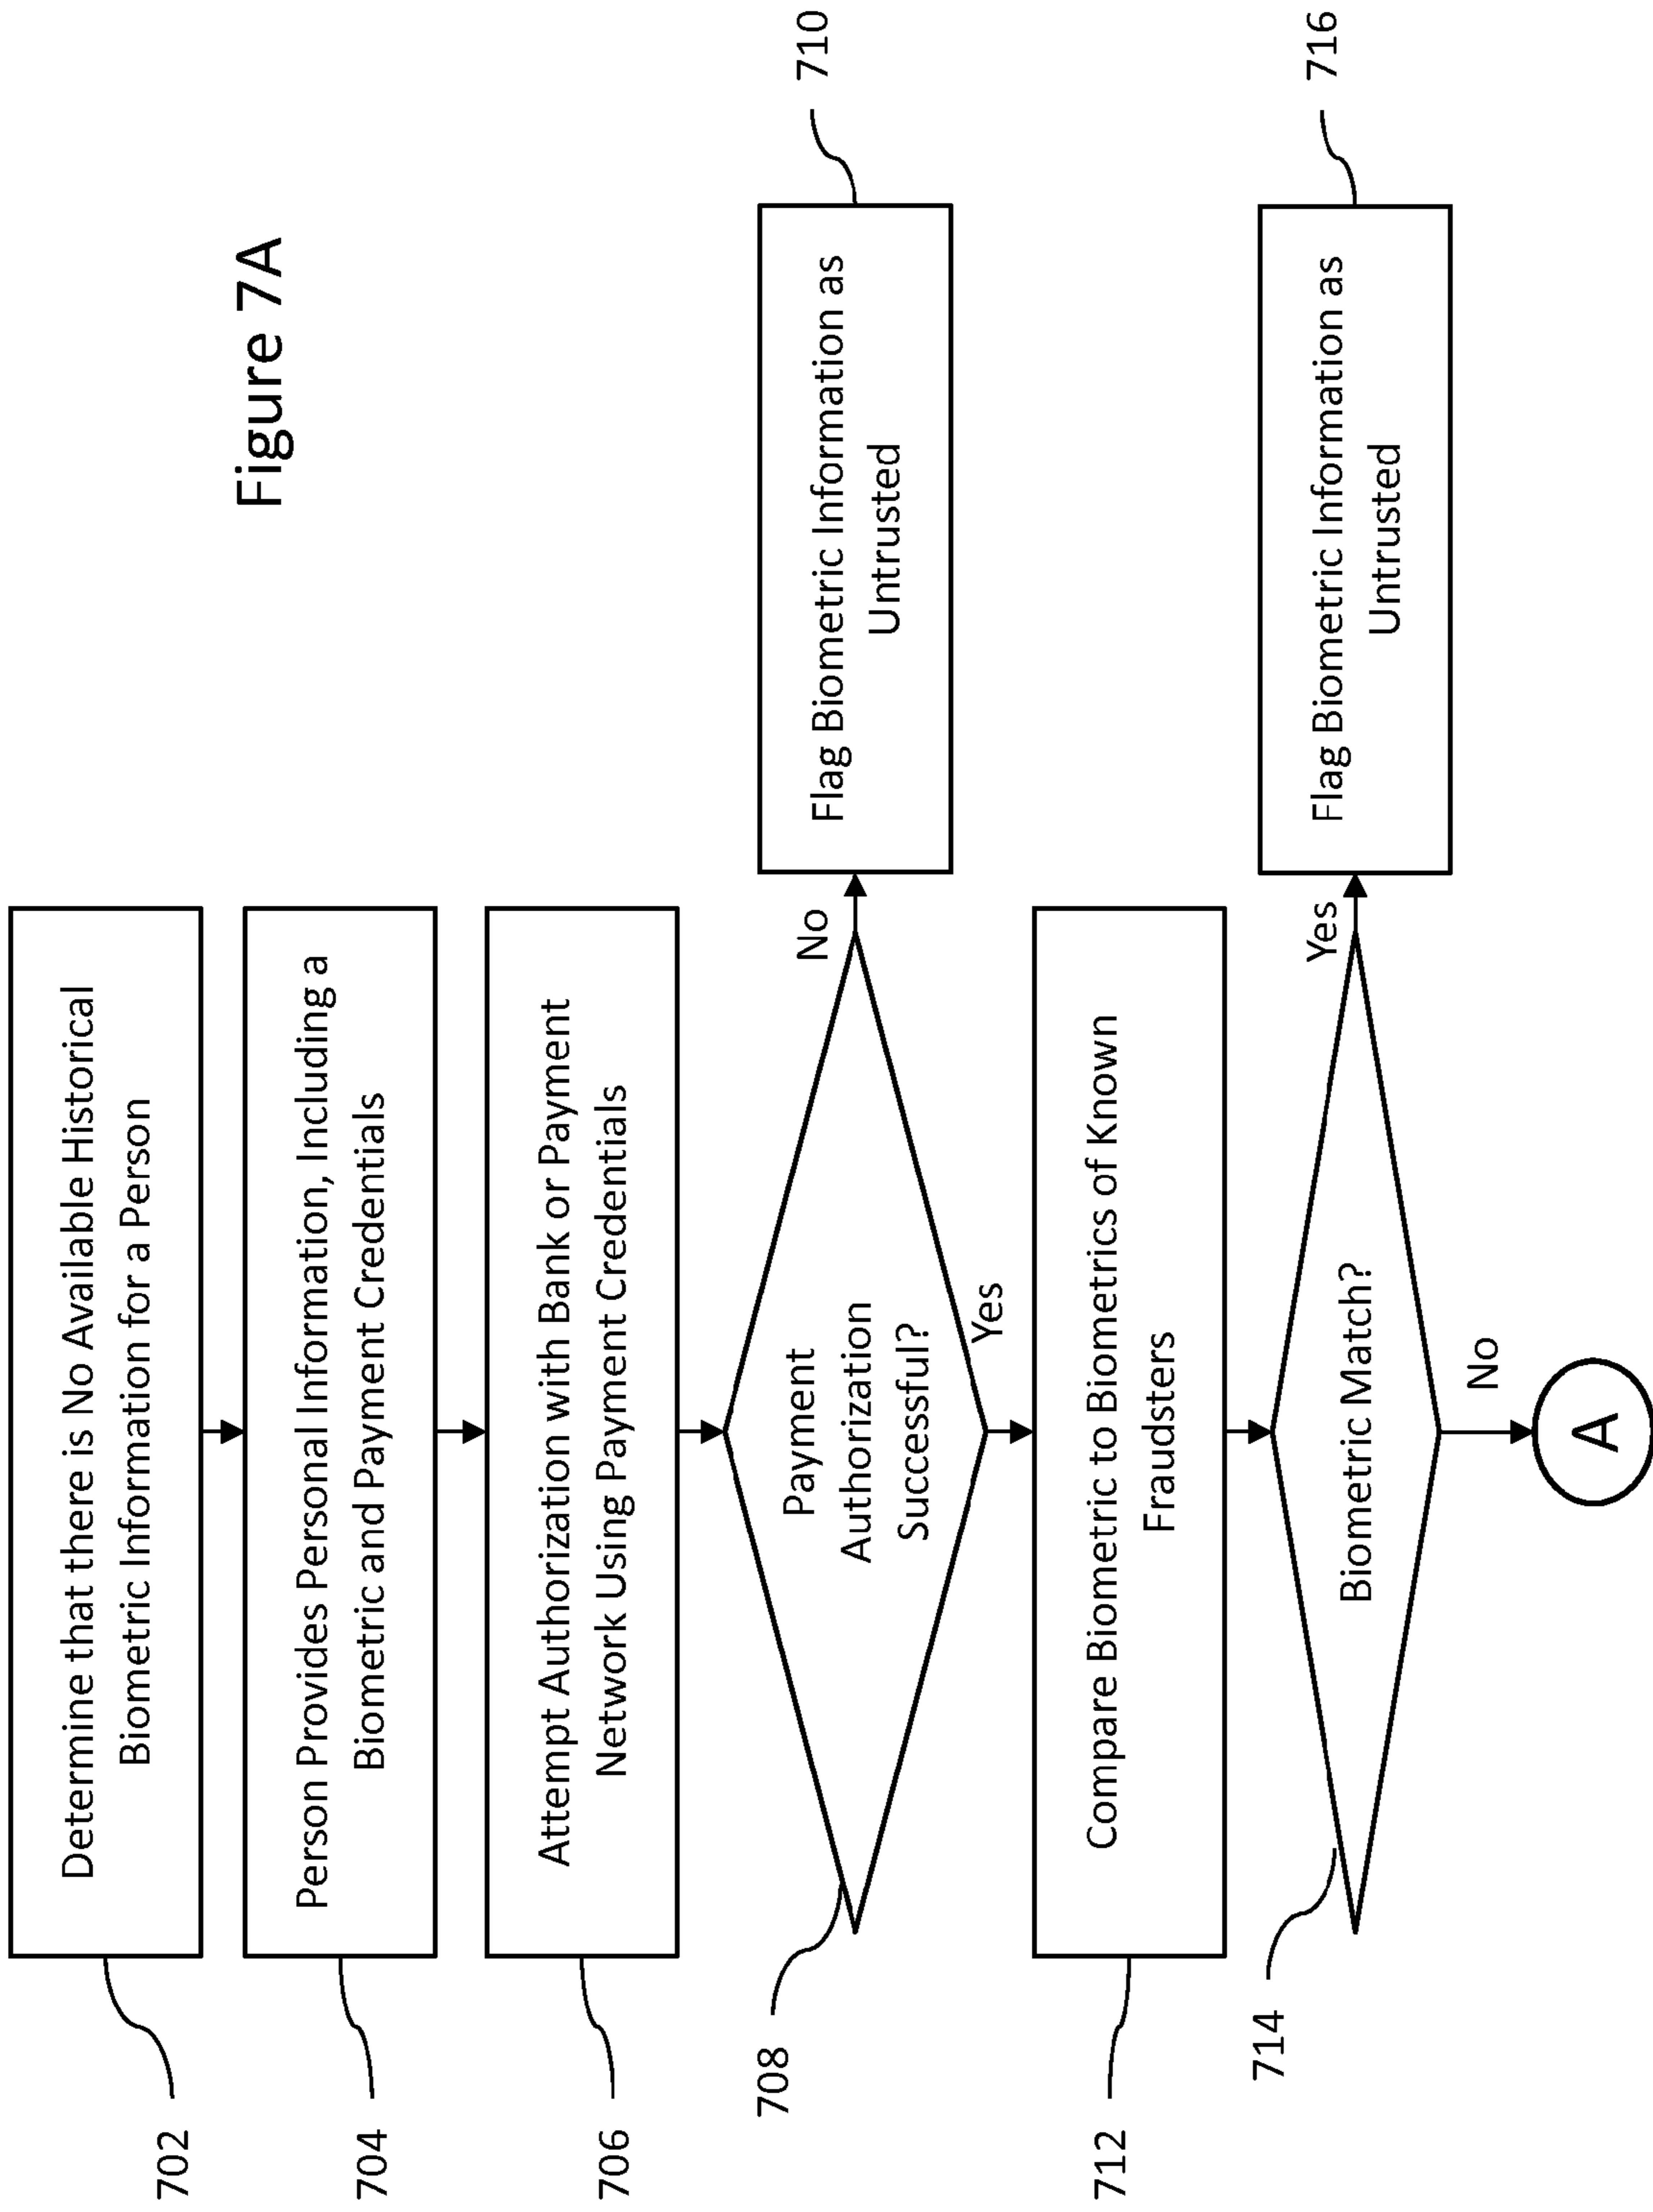 Figure 7A
702
Determine that there is No Available Historical
Biometric Information for a Person
704
Person Provides Personal Information, Including a
Biometric and Payment Credentials
706
Attempt Authorization with Bank or Payment
Network Using Payment Credentials
708
Payment
Authorization
Successful?
No
Flag Biometric Information as
Untrusted
710
Yes
712
Compare Biometric to Biometrics of Known
Fraudsters
714
Biometric Match?
Yes
Flag Biometric Information as
Untrusted
716
No
A